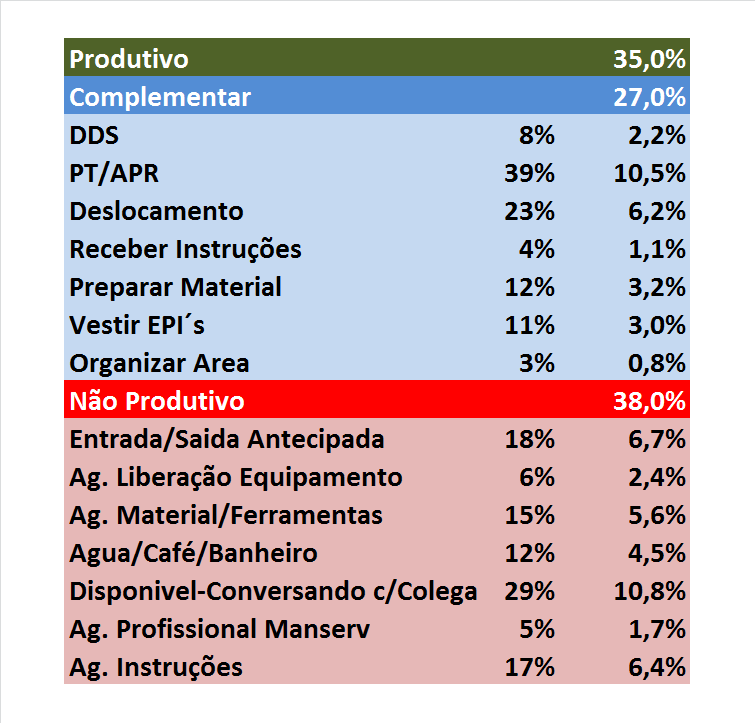 Produtivo 35,0%
Complementar 27,0%
DDS 8% 2,2%
PT/APR 39% 10,5%
Deslocamento 23% 6,2%
Receber Instruções 4% 1,1%
Preparar Material 12% 3,2%
Vestir EPI´s 11% 3,0%
Organizar Area 3% 0,8%
Não Produtivo 38,0%
Entrada/Saida Antecipada 18% 6,7%
Ag. Liberação Equipamento 6% 2,4%
Ag. Material/Ferramentas 15% 5,6%
Agua/Café/Banheiro 12% 4,5%
Disponivel-Conversando c/Colega 29% 10,8%
Ag. Profissional Manserv 5% 1,7%
Ag. Instruções 17% 6,4%